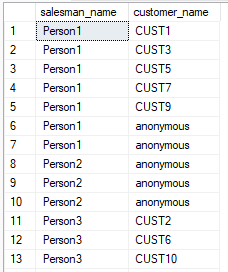 salesman_name customer_name
1 Person1 CUST1
2 Person1 CUST3
3 Person1 CUST5
4 Person1 CUST7
5 Person1 CUST9
6 Person1 anonymous
7 Person1 anonymous
8 Person2 anonymous
9 Person2 anonymous
10 Person2 anonymous
11 Person3 CUST2
12 Person3 CUST6
13 Person3 CUST10